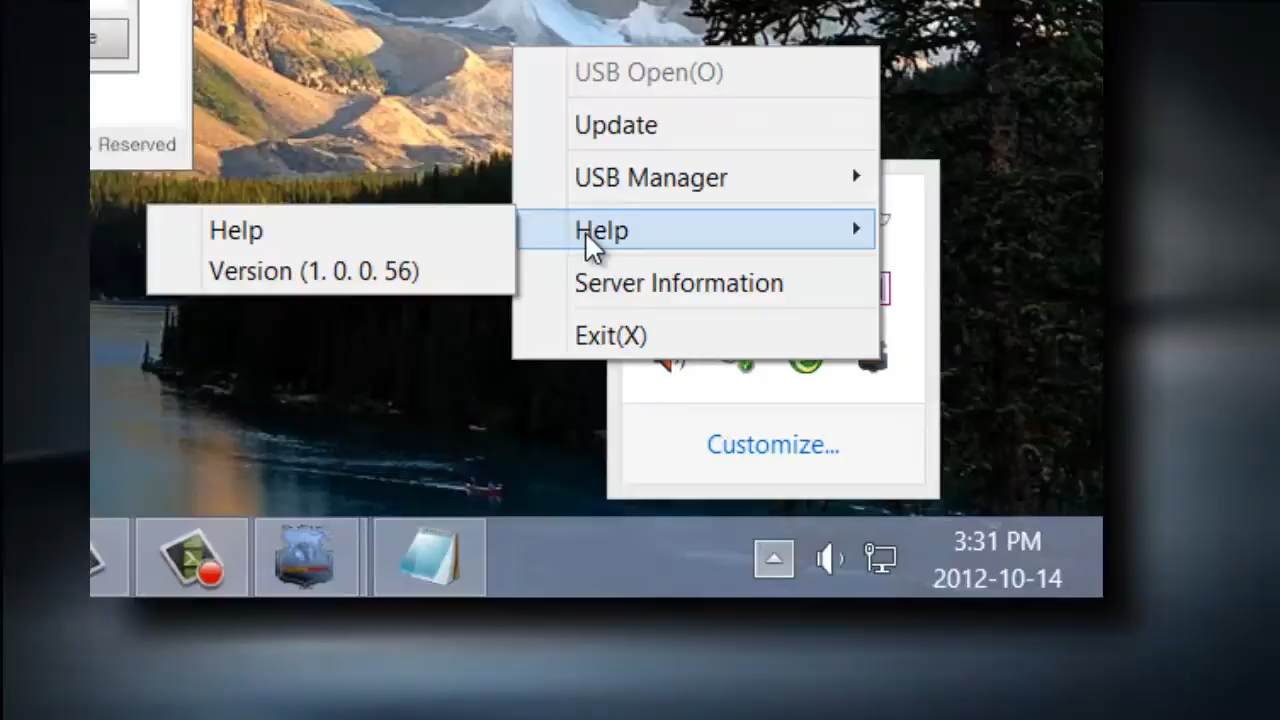 Reserved
USB Open(O)
Update
USB Manager
Help
Server Information
Exit(X)
Help
Version (1. 0. 0. 56)
Customize...
3:31 PM
2012-10-14